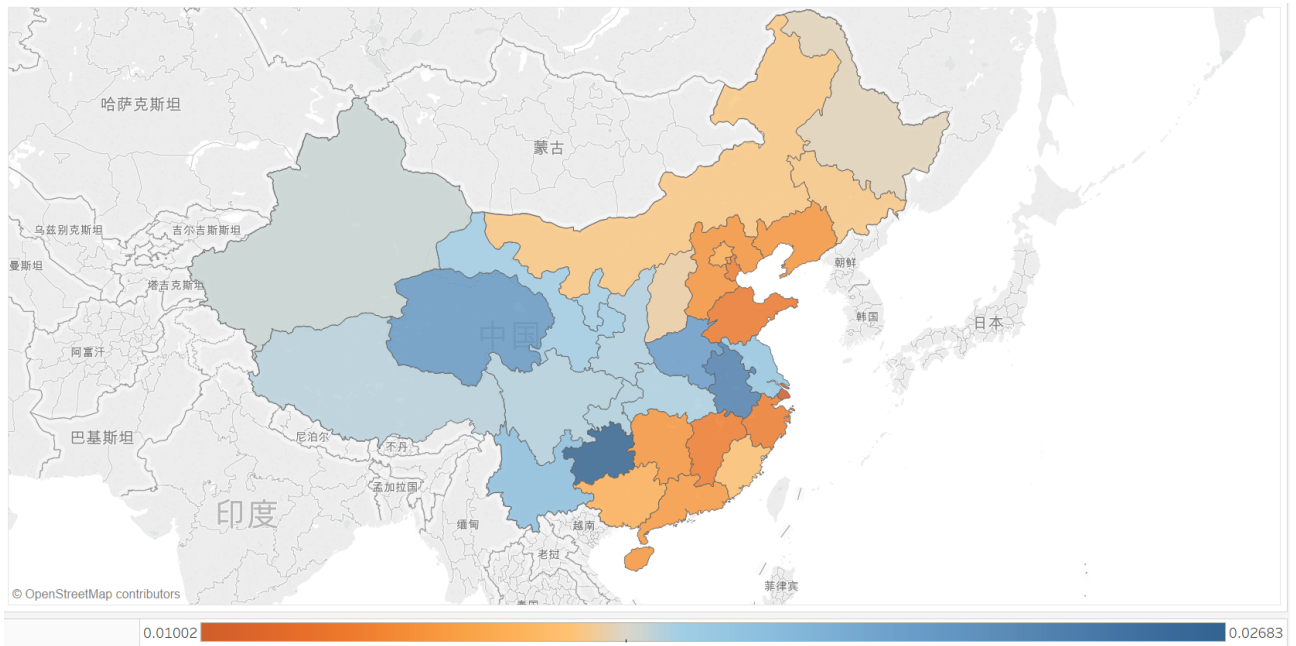 哈萨克斯坦
蒙古
乌兹别克斯坦
吉尔吉斯斯坦
曼斯坦
朝鲜
塔吉克斯坦
中国
韩国
日本
阿富汗
巴基斯坦
尼泊尔
不丹
孟加拉国
印度
缅甸
越南
老挝
菲律宾
© OpenStreetMap contributors
0.01002
0.02683